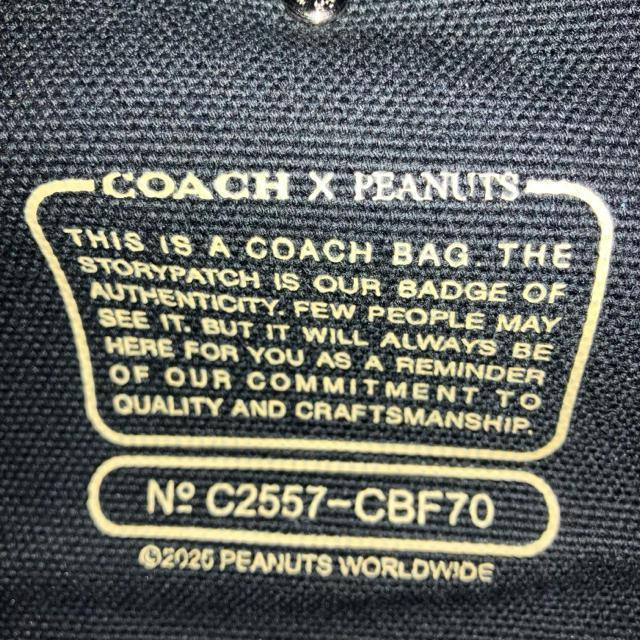 COACH X PEANUTS
THIS IS A COACH BAG. THE
STORYPATCH IS OUR BADGE OF
AUTHENTICITY. FEW PEOPLE MAY
SEE IT. BUT IT WILL ALWAYS BE
HERE FOR YOU AS A REMINDER
OF OUR COMMITMENT TO
QUALITY AND CRAFTSMANSHIP.
Nº C2557-CBF70
©2025 PEANUTS WORLDWIDE